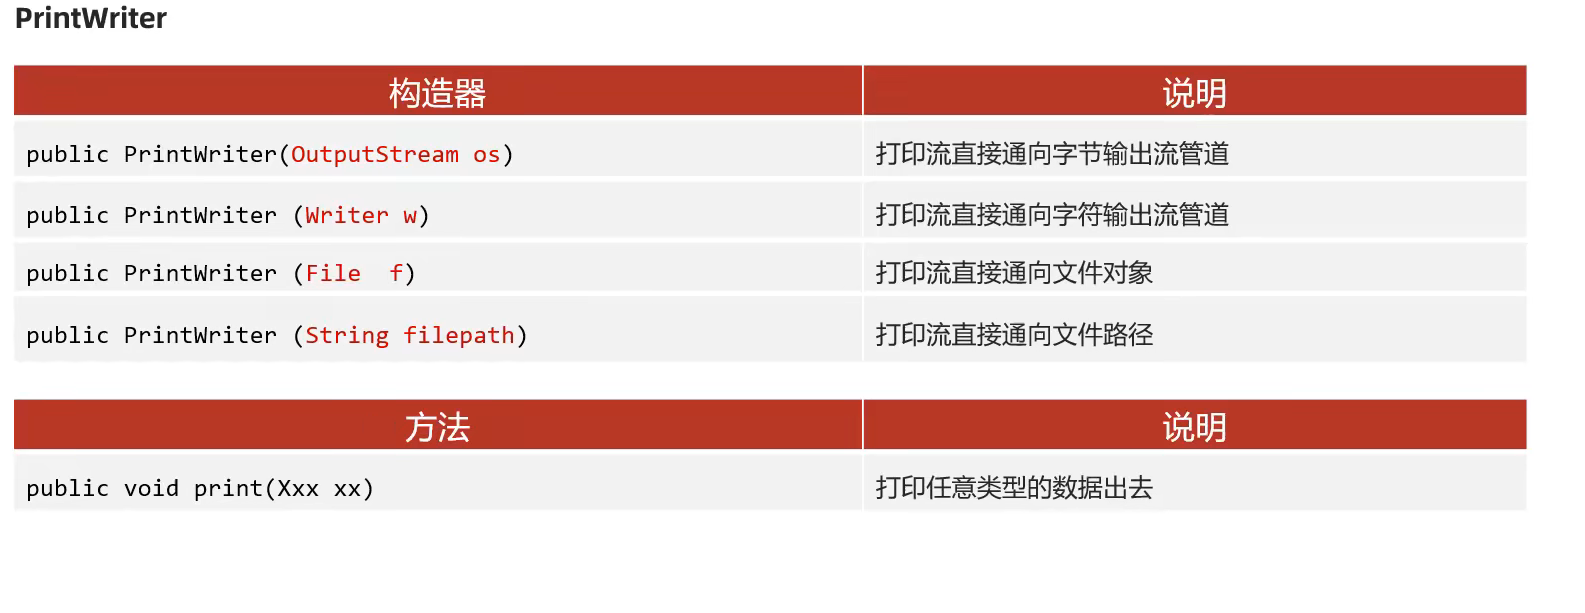 PrintWriter
构造器 说明
public PrintWriter(OutputStream os) 打印流直接通向字节输出流管道
public PrintWriter (Writer w) 打印流直接通向字符输出流管道
public PrintWriter (File  f) 打印流直接通向文件对象
public PrintWriter (String filepath) 打印流直接通向文件路径
方法 说明
public void print(Xxx xx) 打印任意类型的数据出去